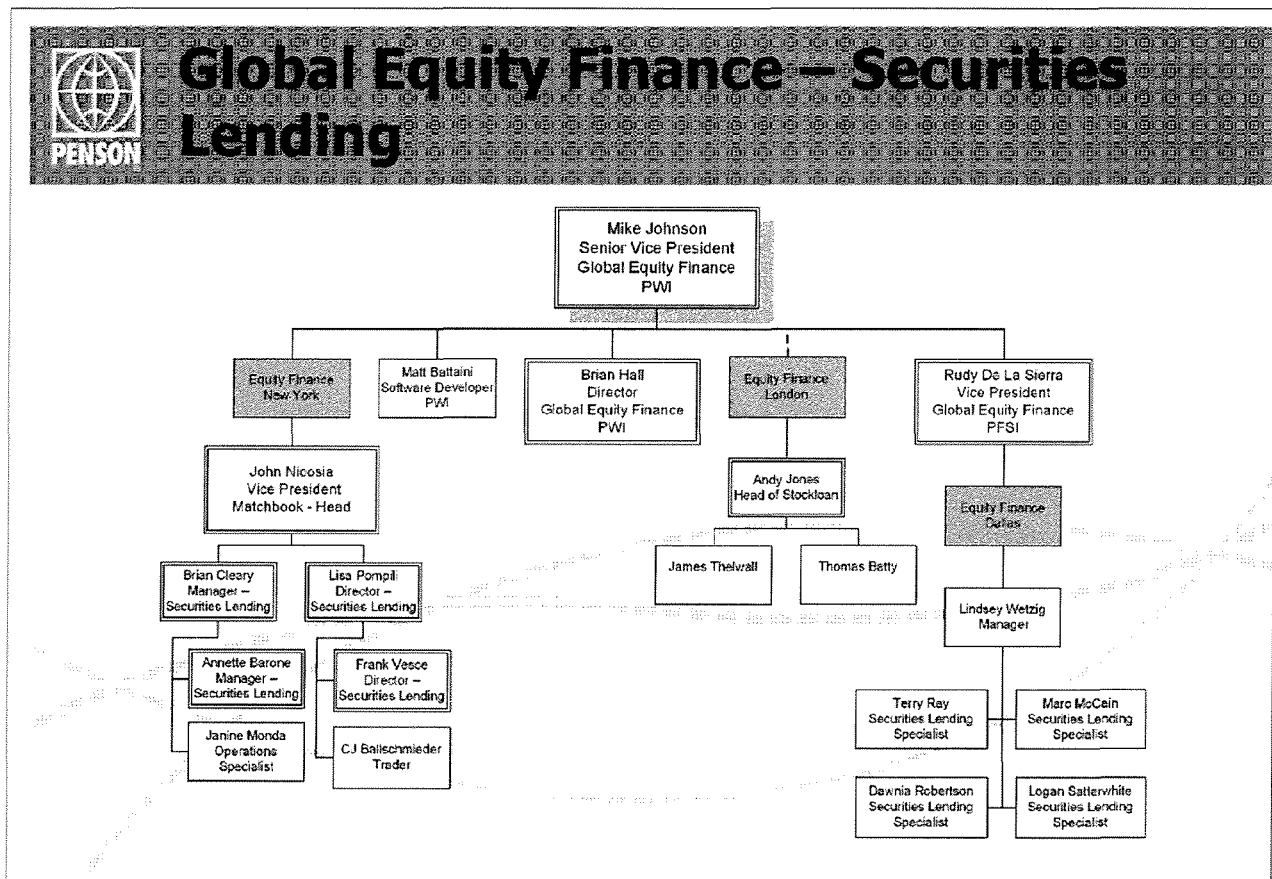 PENSON
Global Equity Finance – Securities
Lending
Mike Johnson
Senior Vice President
Global Equity Finance
PWI
Equity Finance
New York
Matt Battaini
Software Developer
PWI
Brian Hall
Director
Global Equity Finance
PWI
Equity Finance
London
Rudy De La Sierra
Vice President
Global Equity Finance
PFSI
John Nicosia
Vice President
Matchbook - Head
Andy Jones
Head of Stockloan
Equity Finance
Dallas
Brian Cleary
Manager –
Securities Lending
Lisa Pompili
Director –
Securities Lending
James Thelwall
Thomas Batty
Lindsey Wetzig
Manager
Annette Barone
Manager –
Securities Lending
Frank Vesce
Director –
Securities Lending
Janine Monda
Operations
Specialist
CJ Ballschmieder
Trader
Terry Ray
Securities Lending
Specialist
Marc McCain
Securities Lending
Specialist
Dawnia Robertson
Securities Lending
Specialist
Logan Satterwhite
Securities Lending
Specialist